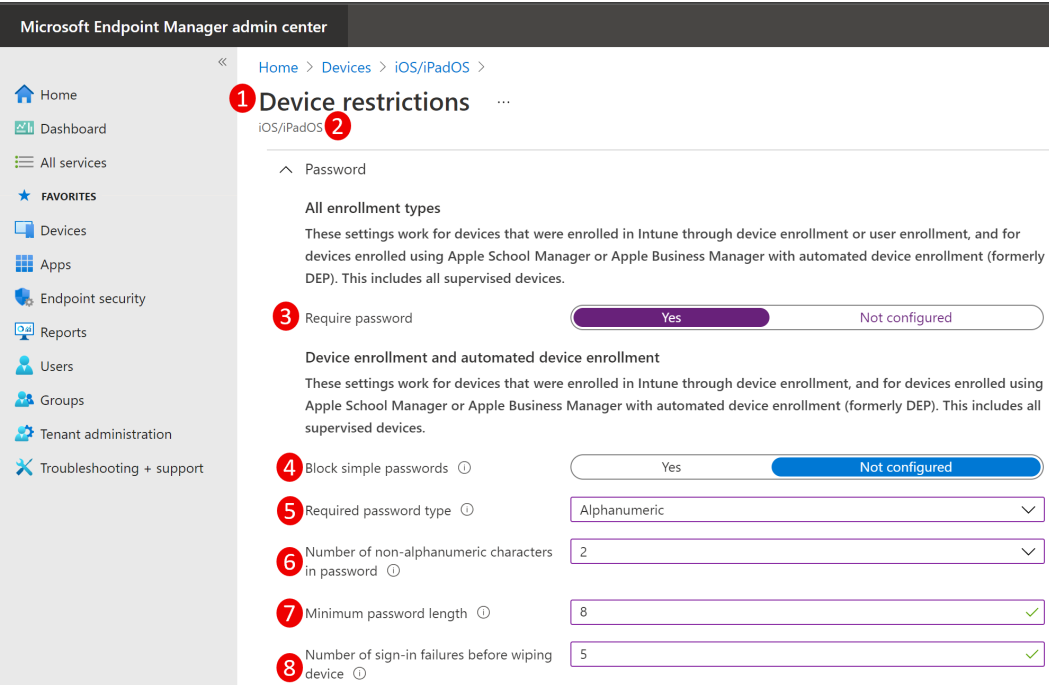 Microsoft Endpoint Manager admin center
«
Home > Devices > iOS/iPadOS >
1 Device restrictions ...
iOS/iPadOS 2
Home
Dashboard
All services
FAVORITES
Devices
Apps
Endpoint security
Reports
Users
Groups
Tenant administration
Troubleshooting + support
Password
All enrollment types
These settings work for devices that were enrolled in Intune through device enrollment or user enrollment, and for
devices enrolled using Apple School Manager or Apple Business Manager with automated device enrollment (formerly
DEP). This includes all supervised devices.
3 Require password Yes Not configured
Device enrollment and automated device enrollment
These settings work for devices that were enrolled in Intune through device enrollment, and for devices enrolled using
Apple School Manager or Apple Business Manager with automated device enrollment (formerly DEP). This includes all
supervised devices.
4 Block simple passwords Yes Not configured
5 Required password type Alphanumeric
6 Number of non-alphanumeric characters 2
in password
7 Minimum password length 8
8 Number of sign-in failures before wiping 5
device